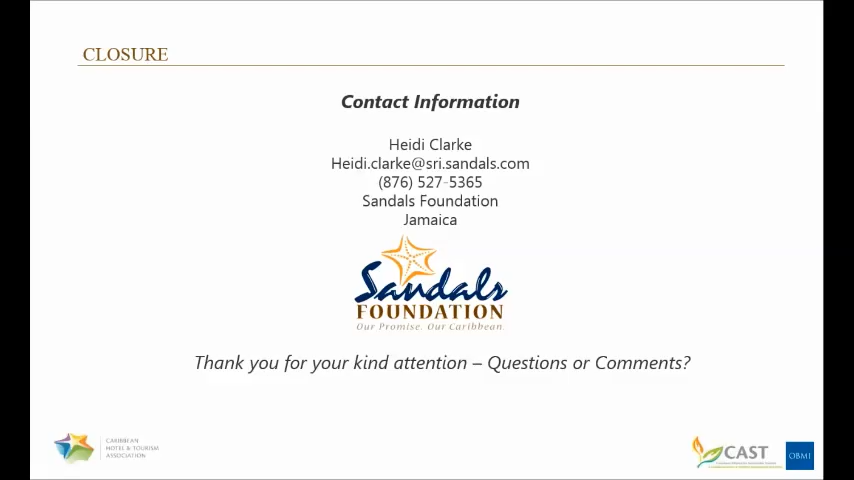 CLOSURE
Contact Information
Heidi Clarke
Heidi.clarke@sri.sandals.com
(876) 527-5365
Sandals Foundation
Jamaica
Sandals
FOUNDATION
Our Promise. Our Caribbean.
Thank you for your kind attention – Questions or Comments?
CARIBBEAN
HOTEL & TOURISM
ASSOCIATION
CAST
OBMI